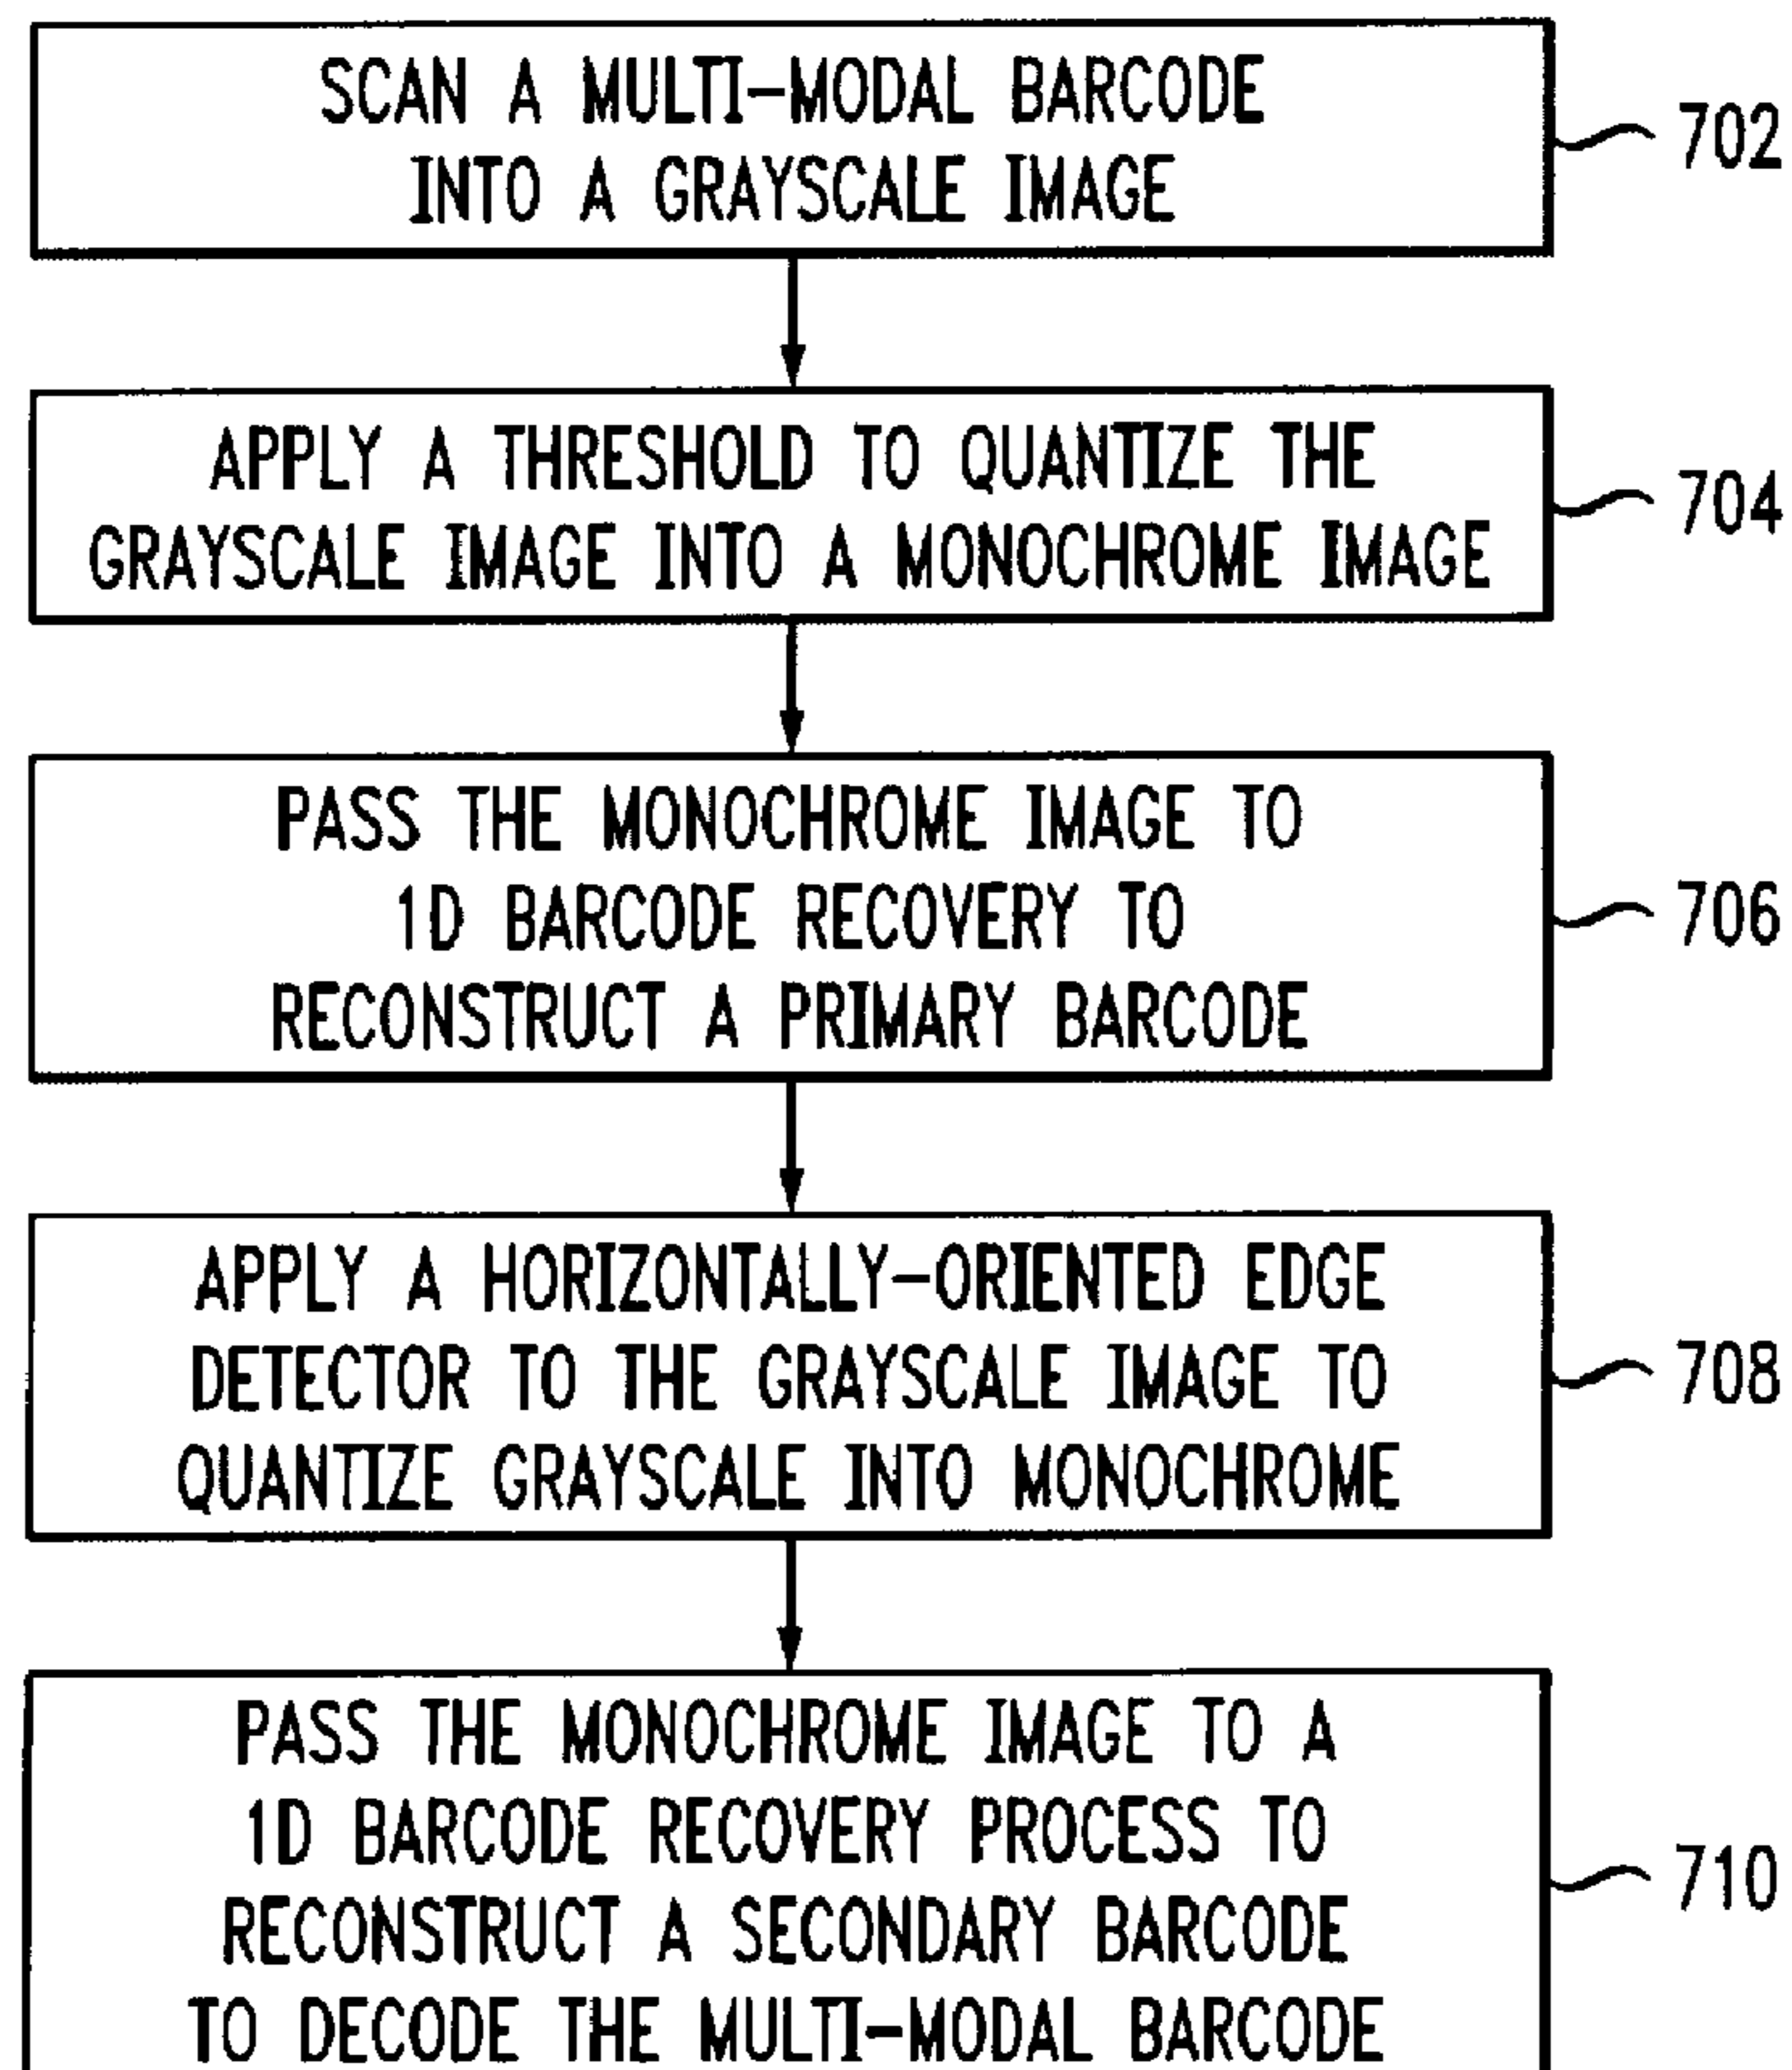 SCAN A MULTI-MODAL BARCODE
INTO A GRAYSCALE IMAGE
702
APPLY A THRESHOLD TO QUANTIZE THE
GRAYSCALE IMAGE INTO A MONOCHROME IMAGE
704
PASS THE MONOCHROME IMAGE TO
1D BARCODE RECOVERY TO
RECONSTRUCT A PRIMARY BARCODE
706
APPLY A HORIZONTALLY-ORIENTED EDGE
DETECTOR TO THE GRAYSCALE IMAGE TO
QUANTIZE GRAYSCALE INTO MONOCHROME
708
PASS THE MONOCHROME IMAGE TO A
1D BARCODE RECOVERY PROCESS TO
RECONSTRUCT A SECONDARY BARCODE
TO DECODE THE MULTI-MODAL BARCODE
710